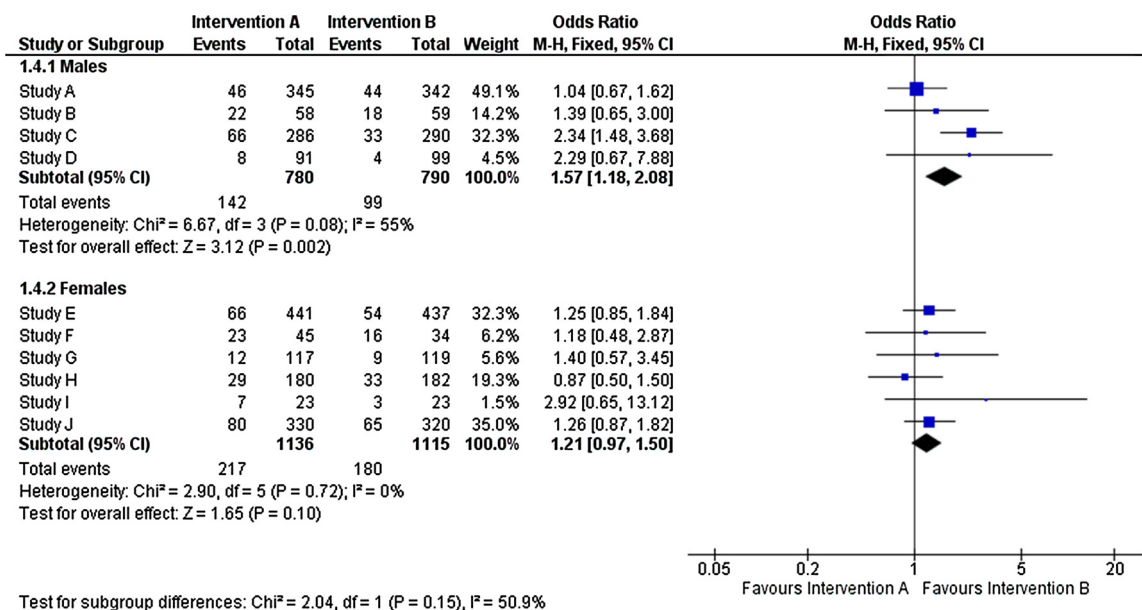 Intervention A Intervention B Odds Ratio Odds Ratio
Study or Subgroup Events Total Events Total Weight M-H, Fixed, 95% CI M-H, Fixed, 95% CI
1.4.1 Males
Study A 46 345 44 342 49.1% 1.04 [0.67, 1.62]
Study B 22 58 18 59 14.2% 1.39 [0.65, 3.00]
Study C 66 286 33 290 32.3% 2.34 [1.48, 3.68]
Study D 8 91 4 99 4.5% 2.29 [0.67, 7.88]
Subtotal (95% CI) 780 790 100.0% 1.57 [1.18, 2.08]
Total events 142 99
Heterogeneity: Chi² = 6.67, df = 3 (P = 0.08); I² = 55%
Test for overall effect: Z = 3.12 (P = 0.002)
1.4.2 Females
Study E 66 441 54 437 32.3% 1.25 [0.85, 1.84]
Study F 23 45 16 34 6.2% 1.18 [0.48, 2.87]
Study G 12 117 9 119 5.6% 1.40 [0.57, 3.45]
Study H 29 180 33 182 19.3% 0.87 [0.50, 1.50]
Study I 7 23 3 23 1.5% 2.92 [0.65, 13.12]
Study J 80 330 65 320 35.0% 1.26 [0.87, 1.82]
Subtotal (95% CI) 1136 1115 100.0% 1.21 [0.97, 1.50]
Total events 217 180
Heterogeneity: Chi² = 2.90, df = 5 (P = 0.72); I² = 0%
Test for overall effect: Z = 1.65 (P = 0.10)
0.05 0.2 1 5 20
Favours Intervention A Favours Intervention B
Test for subgroup differences: Chi² = 2.04, df = 1 (P = 0.15), I² = 50.9%